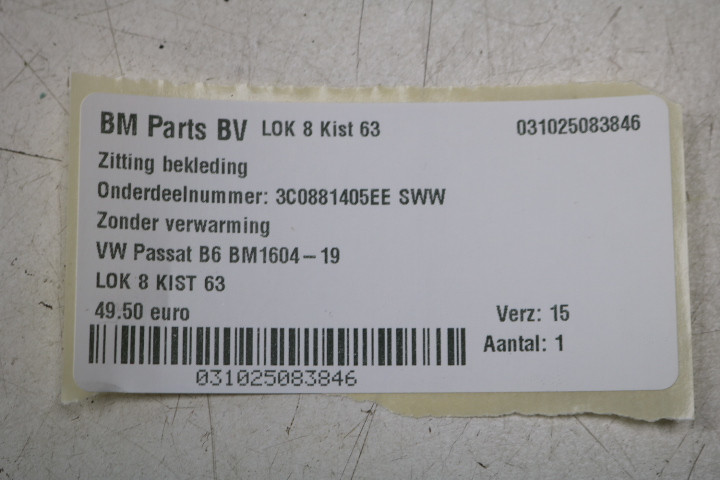 BM Parts BV LOK 8 Kist 63 031025083846
Zitting bekleding
Onderdeelnummer: 3C0881405EE SWW
Zonder verwarming
VW Passat B6 BM1604-19
LOK 8 KIST 63
49.50 euro Verz: 15
Aantal: 1
031025083846